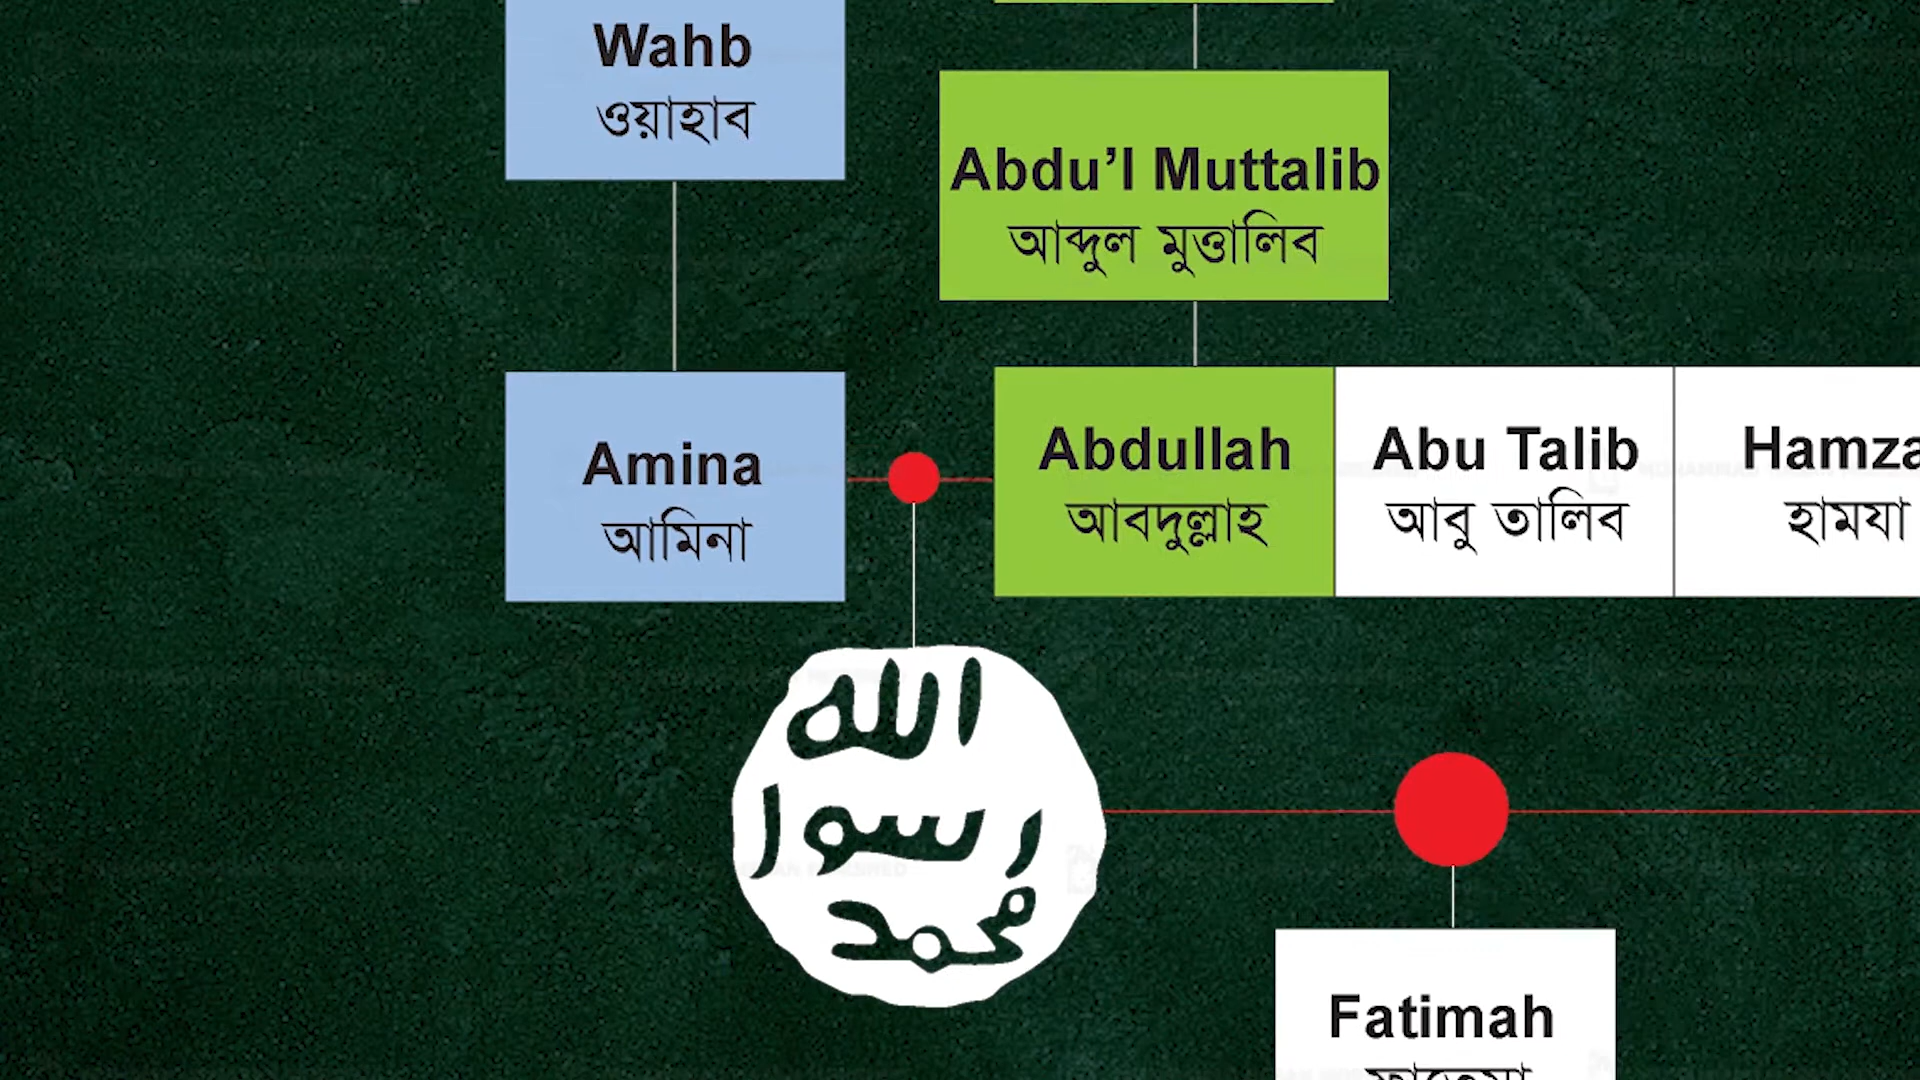 Wahb
ওয়াহাব
Abdu’l Muttalib
আব্দুল মুত্তালিব
Amina
আমিনা
Abdullah
আবদুল্লাহ
Abu Talib
আবু তালিব
Hamza
হামযা
الله
رسول
محمد
Fatimah